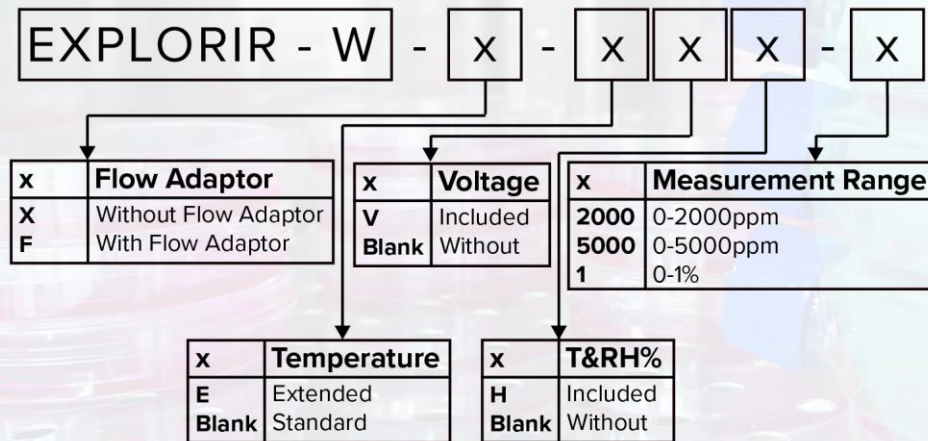 EXPLORIR - W - x - x x x - x
x Flow Adaptor
X Without Flow Adaptor
F With Flow Adaptor
x Voltage
V Included
Blank Without
x Measurement Range
2000 0-2000ppm
5000 0-5000ppm
1 0-1%
x Temperature
E Extended
Blank Standard
x T&RH%
H Included
Blank Without